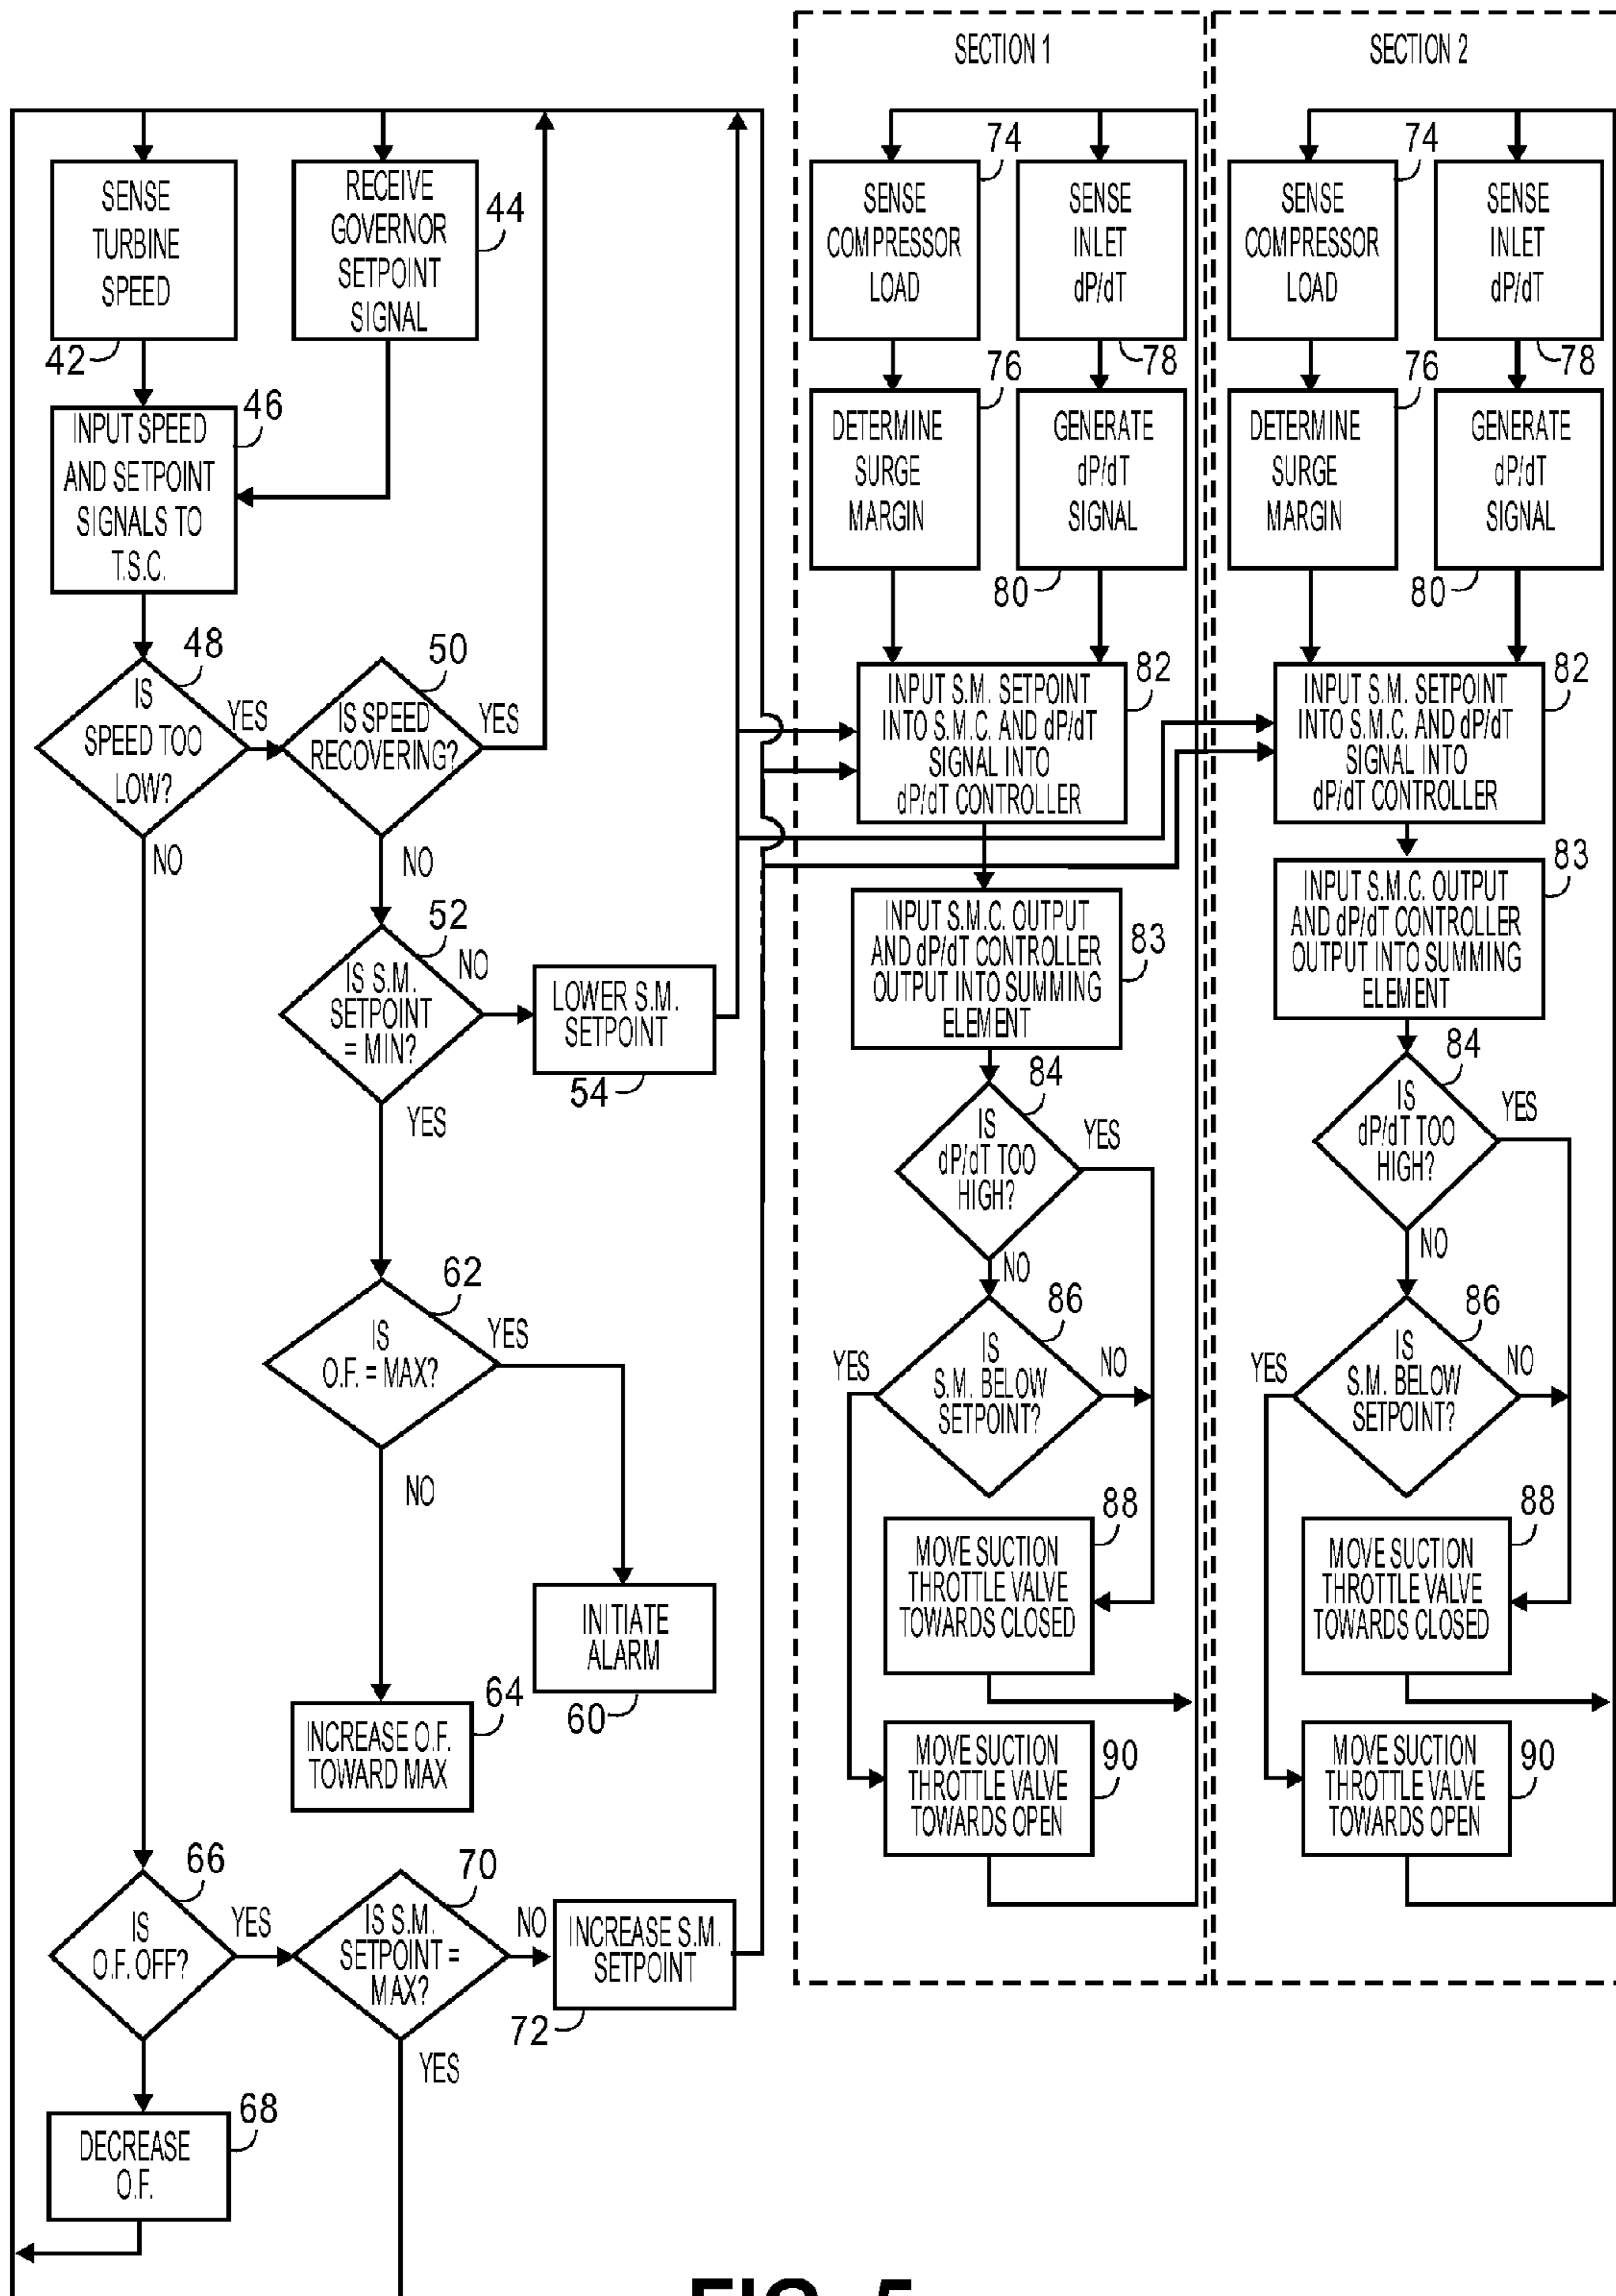 SENSE
TURBINE
SPEED
42
RECEIVE
GOVERNOR
SETPOINT
SIGNAL
44
INPUT SPEED
AND SETPOINT
SIGNALS TO
T.S.C.
46
IS
SPEED TOO
LOW?
48
YES
NO
IS SPEED
RECOVERING?
50
YES
NO
IS S.M.
SETPOINT
= MIN?
52
NO
YES
LOWER S.M.
SETPOINT
54
IS
O.F. = MAX?
62
YES
NO
INITIATE
ALARM
60
INCREASE O.F.
TOWARD MAX
64
IS
O.F. OFF?
66
YES
IS S.M.
SETPOINT =
MAX?
70
NO
YES
INCREASE S.M.
SETPOINT
72
DECREASE
O.F.
68
SECTION 1
SENSE
COMPRESSOR
LOAD
74
SENSE
INLET
dP/dT
78
DETERMINE
SURGE
MARGIN
76
GENERATE
dP/dT
SIGNAL
80
INPUT S.M. SETPOINT
INTO S.M.C. AND dP/dT
SIGNAL INTO
dP/dT CONTROLLER
82
INPUT S.M.C. OUTPUT
AND dP/dT CONTROLLER
OUTPUT INTO SUMMING
ELEMENT
83
IS
dP/dT TOO
HIGH?
84
YES
NO
IS
S.M. BELOW
SETPOINT?
86
YES
NO
MOVE SUCTION
THROTTLE VALVE
TOWARDS CLOSED
88
MOVE SUCTION
THROTTLE VALVE
TOWARDS OPEN
90
SECTION 2
SENSE
COMPRESSOR
LOAD
74
SENSE
INLET
dP/dT
78
DETERMINE
SURGE
MARGIN
76
GENERATE
dP/dT
SIGNAL
80
INPUT S.M. SETPOINT
INTO S.M.C. AND dP/dT
SIGNAL INTO
dP/dT CONTROLLER
82
INPUT S.M.C. OUTPUT
AND dP/dT CONTROLLER
OUTPUT INTO SUMMING
ELEMENT
83
IS
dP/dT TOO
HIGH?
84
YES
NO
IS
S.M. BELOW
SETPOINT?
86
YES
NO
MOVE SUCTION
THROTTLE VALVE
TOWARDS CLOSED
88
MOVE SUCTION
THROTTLE VALVE
TOWARDS OPEN
90
FIG. 5